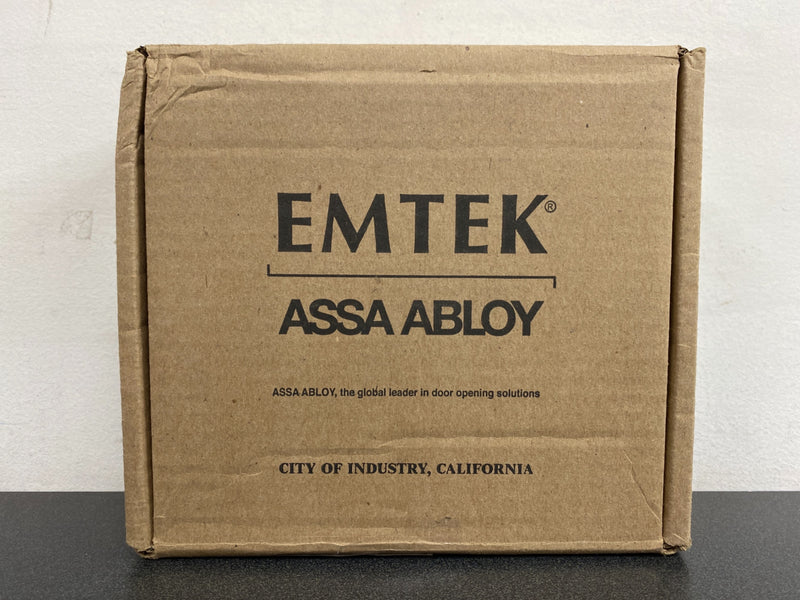 EMTEK®
ASSA ABLOY
ASSA ABLOY, the global leader in door opening solutions
CITY OF INDUSTRY, CALIFORNIA